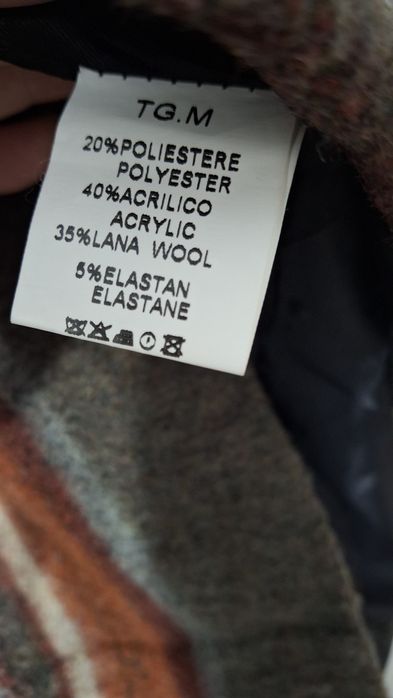 TG.M
20%POLIESTERE
POLYESTER
40%ACRILICO
ACRYLIC
35%LANA WOOL
5%ELASTAN
ELASTANE